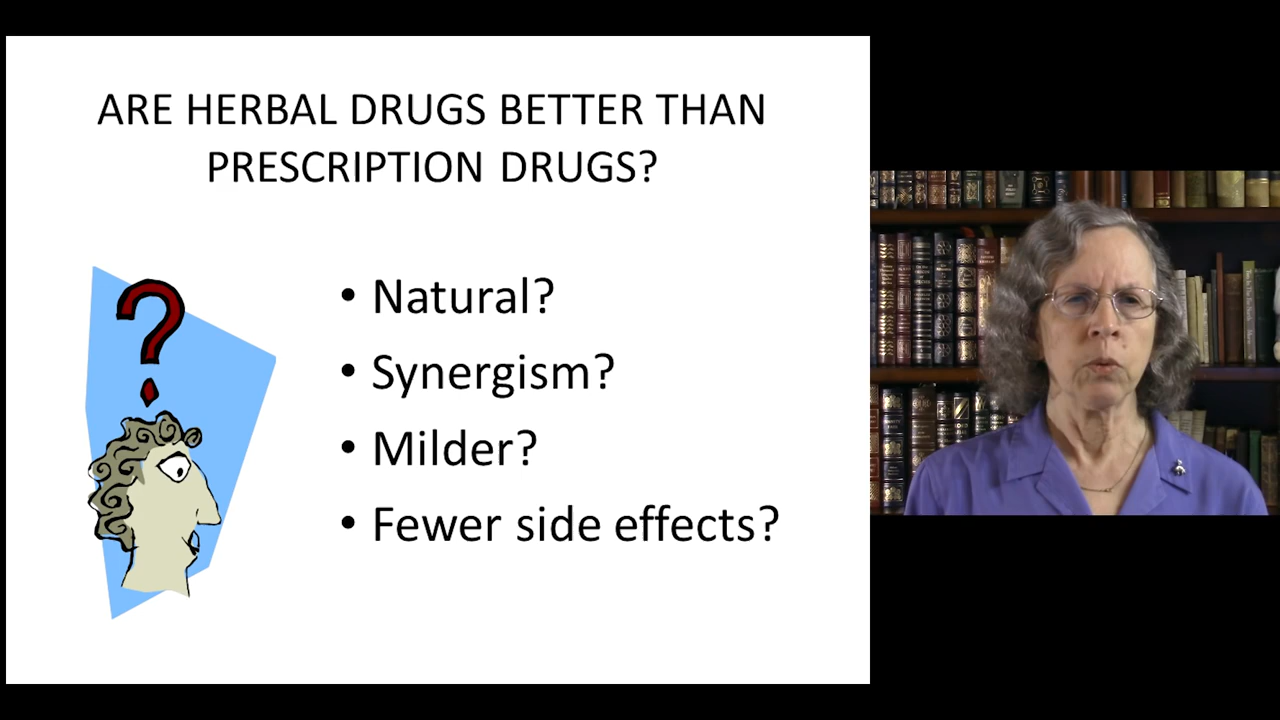 ARE HERBAL DRUGS BETTER THAN
PRESCRIPTION DRUGS?
• Natural?
• Synergism?
• Milder?
• Fewer side effects?